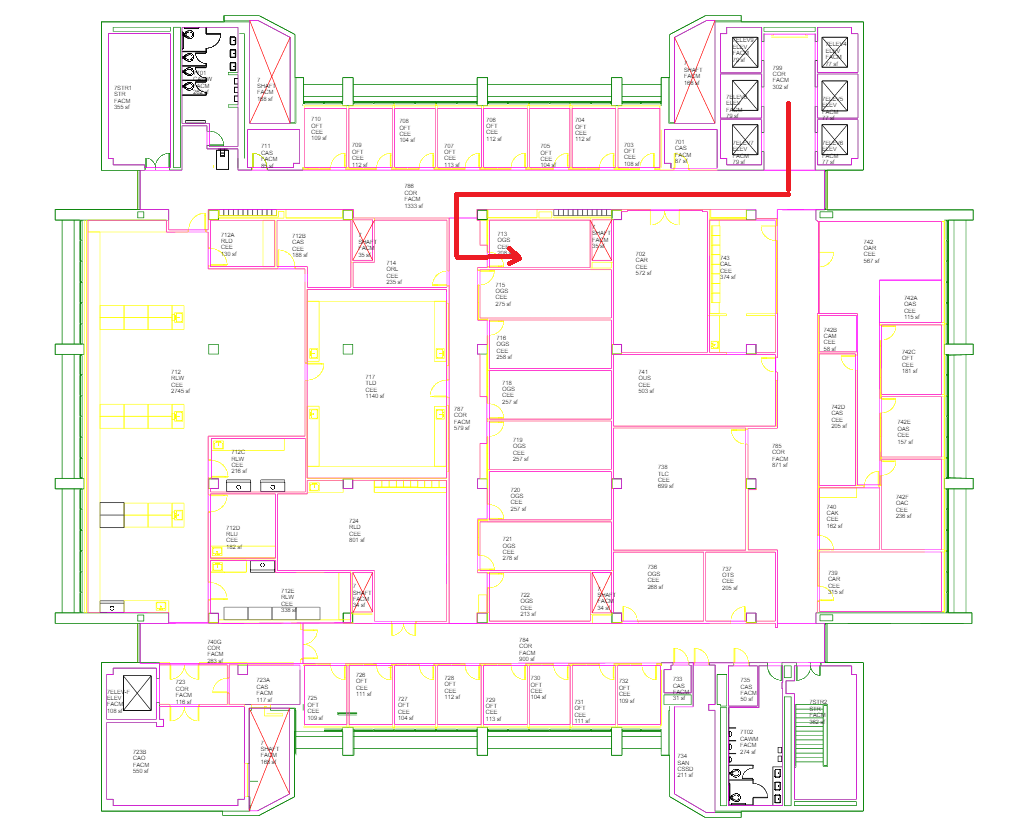 7STR1
STR
FACM
355 sf
7
SHAFT
FACM
168 sf
7
SHAFT
FACM
168 sf
799
COR
FACM
302 sf
711
CAS
FACM
710
OFT
CEE
109 sf
709
OFT
CEE
112 sf
708
OFT
CEE
104 sf
707
OFT
CEE
113 sf
706
OFT
CEE
112 sf
705
OFT
CEE
104 sf
704
OFT
CEE
112 sf
703
OFT
CEE
108 sf
701
CAS
FACM
87 sf
788
COR
FACM
1333 sf
712A
RLD
CEE
130 sf
712B
CAS
CEE
188 sf
7
SHAFT
FACM
35 sf
714
ORL
CEE
235 sf
713
OGS
CEE
7
SHAFT
FACM
35 sf
702
CAR
CEE
572 sf
743
CAL
CEE
374 sf
742
OAR
CEE
567 sf
715
OGS
CEE
275 sf
742A
OAS
CEE
115 sf
716
OGS
CEE
258 sf
742B
CAM
CEE
58 sf
742C
OFT
CEE
181 sf
712
RLW
CEE
2745 sf
717
TLD
CEE
1140 sf
718
OGS
CEE
257 sf
741
OUS
CEE
503 sf
787
COR
FACM
579 sf
742D
CAS
CEE
205 sf
742E
OAS
CEE
157 sf
719
OGS
CEE
257 sf
785
COR
FACM
871 sf
712C
RLW
CEE
216 sf
738
TLC
CEE
699 sf
720
OGS
CEE
257 sf
742F
OAC
CEE
236 sf
740
CAK
CEE
162 sf
712D
RLD
CEE
182 sf
724
RLD
CEE
801 sf
721
OGS
CEE
278 sf
736
OGS
CEE
268 sf
737
OTS
CEE
205 sf
739
CAR
CEE
315 sf
712E
RLW
CEE
338 sf
7
SHAFT
FACM
34 sf
722
OGS
CEE
213 sf
7
SHAFT
FACM
34 sf
740G
COR
FACM
283 sf
784
COR
FACM
900 sf
7ELEV-F
ELEV
FACM
108 sf
723
COR
FACM
116 sf
723A
CAS
FACM
117 sf
725
OFT
CEE
109 sf
726
OFT
CEE
111 sf
727
OFT
CEE
104 sf
728
OFT
CEE
112 sf
729
OFT
CEE
113 sf
730
OFT
CEE
104 sf
731
OFT
CEE
111 sf
732
OFT
CEE
109 sf
733
CAS
FACM
31 sf
735
CAS
FACM
50 sf
7STR2
STR
FACM
382 sf
723B
CAO
FACM
550 sf
7
SHAFT
FACM
168 sf
734
SAN
CSSD
211 sf
7T02
CAWM
FACM
274 sf